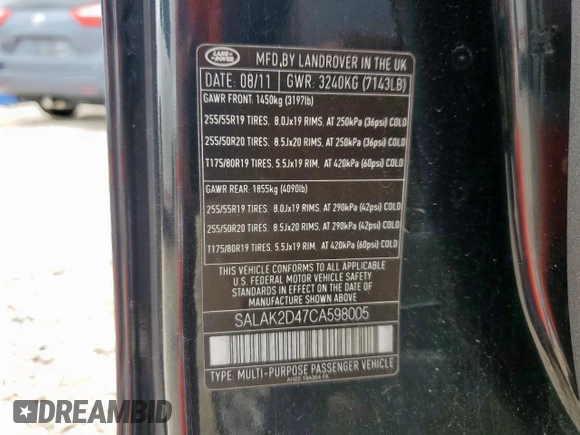 LAND
ROVER
MFD. BY LANDROVER IN THE UK
DATE: 08/11 GWR: 3240KG (7143LB)
GAWR FRONT: 1450kg (3197lb)
255/55R19 TIRES. 8.0Jx19 RIMS, AT 250kPa (36psi) COLD
255/50R20 TIRES. 8.5Jx20 RIMS, AT 250kPa (36psi) COLD
T175/80R19 TIRES. 5.5Jx19 RIM, AT 420kPa (60psi) COLD
GAWR REAR: 1855kg (4090lb)
255/55R19 TIRES. 8.0Jx19 RIMS, AT 290kPa (42psi) COLD
255/50R20 TIRES. 8.5Jx20 RIMS, AT 290kPa (42psi) COLD
T175/80R19 TIRES. 5.5Jx19 RIM, AT 420kPa (60psi) COLD
THIS VEHICLE CONFORMS TO ALL APPLICABLE
U.S. FEDERAL MOTOR VEHICLE SAFETY
STANDARDS IN EFFECT ON THE DATE OF
MANUFACTURE SHOWN ABOVE.
SALAK2D47CA598005
TYPE: MULTI-PURPOSE PASSENGER VEHICLE
DREAMBID